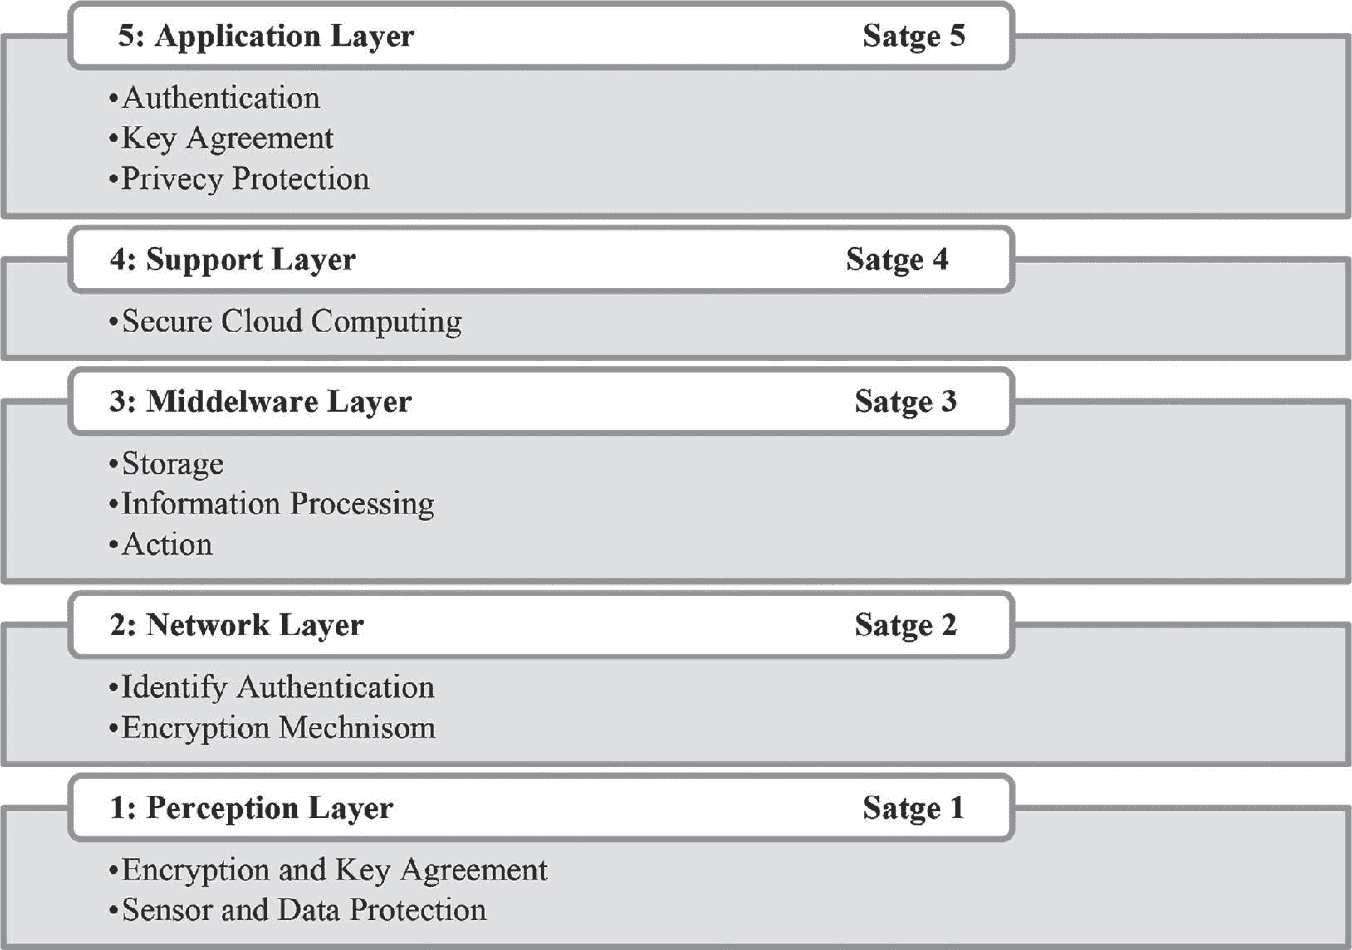 5: Application Layer Satge 5
•Authentication
•Key Agreement
•Privecy Protection
4: Support Layer Satge 4
•Secure Cloud Computing
3: Middelware Layer Satge 3
•Storage
•Information Processing
•Action
2: Network Layer Satge 2
•Identify Authentication
•Encryption Mechnisom
1: Perception Layer Satge 1
•Encryption and Key Agreement
•Sensor and Data Protection